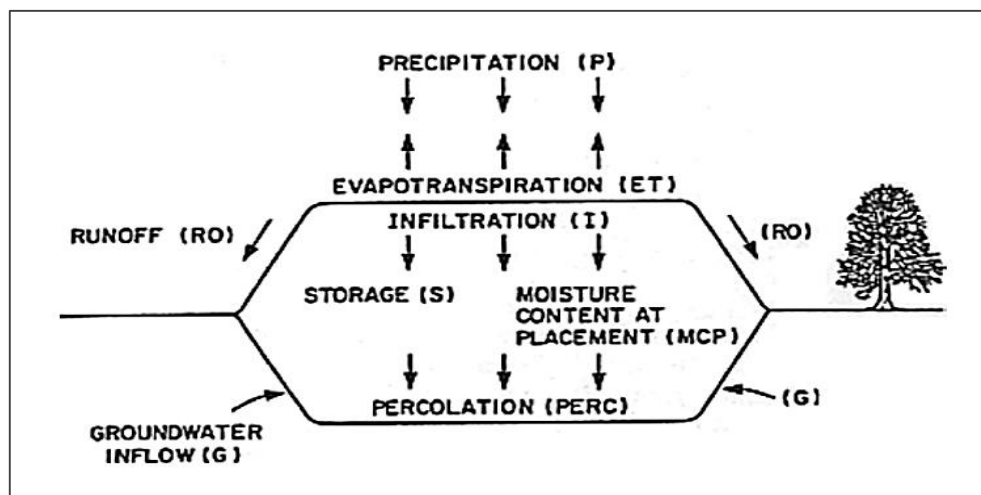 PRECIPITATION (P)
EVAPOTRANSPIRATION (ET)
INFILTRATION (I)
RUNOFF (RO)
(RO)
STORAGE (S)
MOISTURE
CONTENT AT
PLACEMENT (MCP)
PERCOLATION (PERC)
(G)
GROUNDWATER
INFLOW (G)